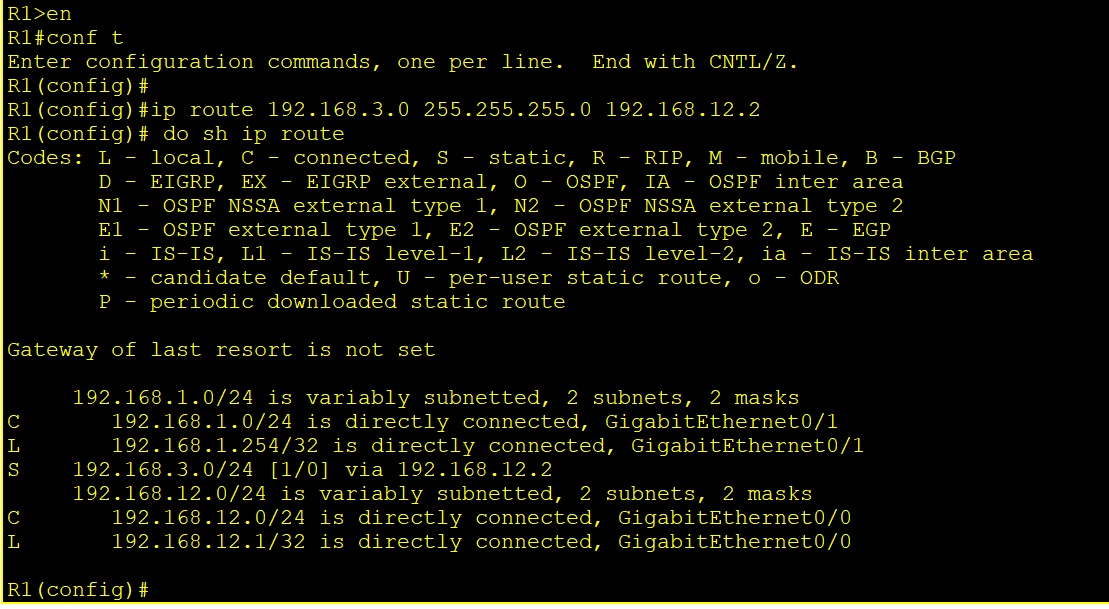 R1>en
R1#conf t
Enter configuration commands, one per line.  End with CNTL/Z.
R1(config)#
R1(config)#ip route 192.168.3.0 255.255.255.0 192.168.12.2
R1(config)# do sh ip route
Codes: L - local, C - connected, S - static, R - RIP, M - mobile, B - BGP
       D - EIGRP, EX - EIGRP external, O - OSPF, IA - OSPF inter area
       N1 - OSPF NSSA external type 1, N2 - OSPF NSSA external type 2
       E1 - OSPF external type 1, E2 - OSPF external type 2, E - EGP
       i - IS-IS, L1 - IS-IS level-1, L2 - IS-IS level-2, ia - IS-IS inter area
       * - candidate default, U - per-user static route, o - ODR
       P - periodic downloaded static route

Gateway of last resort is not set

     192.168.1.0/24 is variably subnetted, 2 subnets, 2 masks
C       192.168.1.0/24 is directly connected, GigabitEthernet0/1
L       192.168.1.254/32 is directly connected, GigabitEthernet0/1
S    192.168.3.0/24 [1/0] via 192.168.12.2
     192.168.12.0/24 is variably subnetted, 2 subnets, 2 masks
C       192.168.12.0/24 is directly connected, GigabitEthernet0/0
L       192.168.12.1/32 is directly connected, GigabitEthernet0/0

R1(config)#